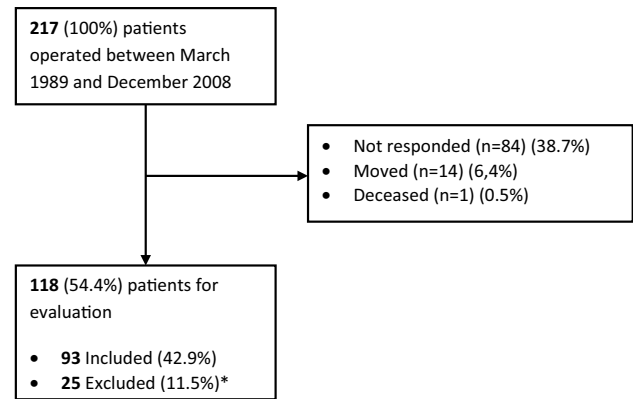 217 (100%) patients
operated between March
1989 and December 2008
• Not responded (n=84) (38.7%)
• Moved (n=14) (6,4%)
• Deceased (n=1) (0.5%)
118 (54.4%) patients for
evaluation
• 93 Included (42.9%)
• 25 Excluded (11.5%)*